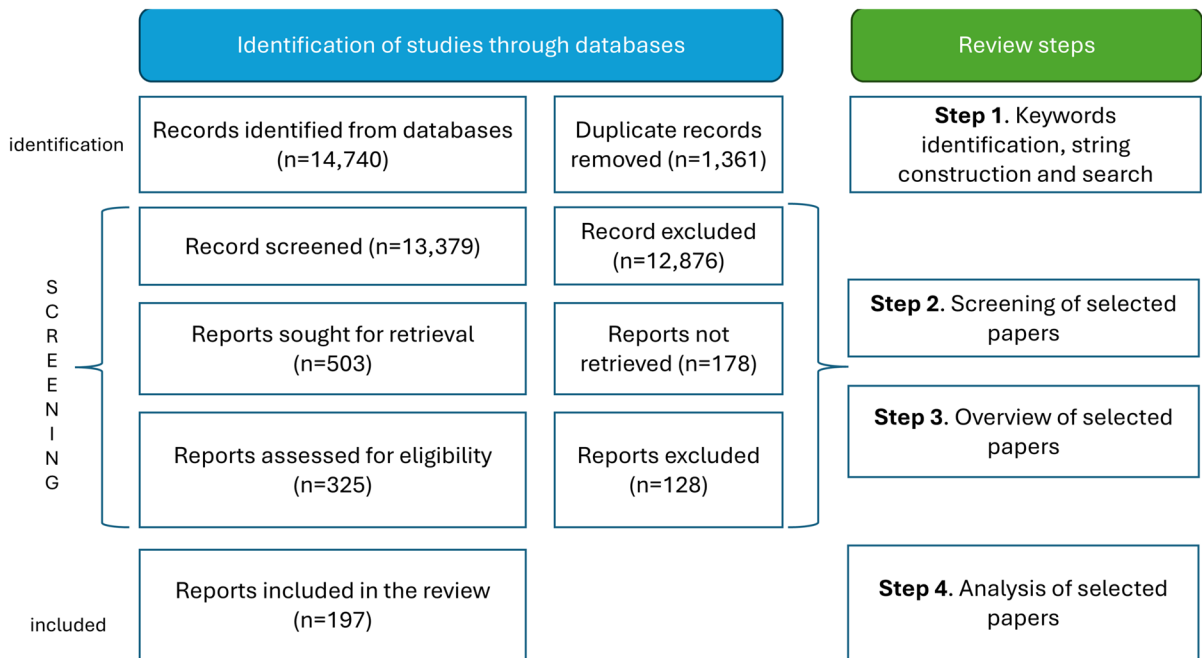 Identification of studies through databases
Review steps
identification
Records identified from databases
(n=14,740)
Duplicate records
removed (n=1,361)
Step 1. Keywords
identification, string
construction and search
SCREENING
Record screened (n=13,379)
Record excluded
(n=12,876)
Reports sought for retrieval
(n=503)
Reports not
retrieved (n=178)
Step 2. Screening of selected
papers
Reports assessed for eligibility
(n=325)
Reports excluded
(n=128)
Step 3. Overview of selected
papers
included
Reports included in the review
(n=197)
Step 4. Analysis of selected
papers